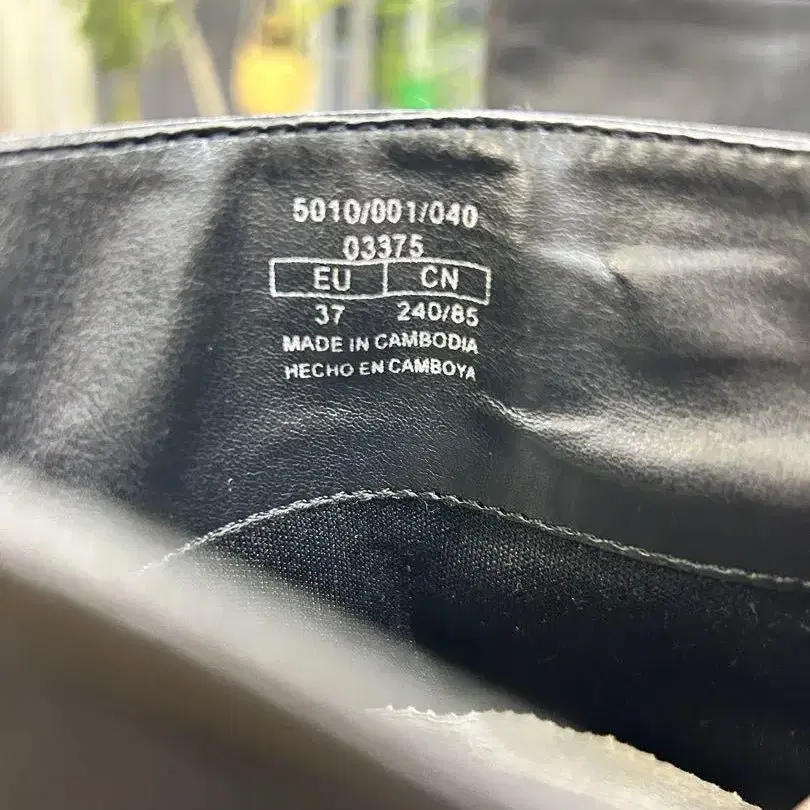 5010/001/040
03375
EU CN
37 240/85
MADE IN CAMBODIA
HECHO EN CAMBOYA